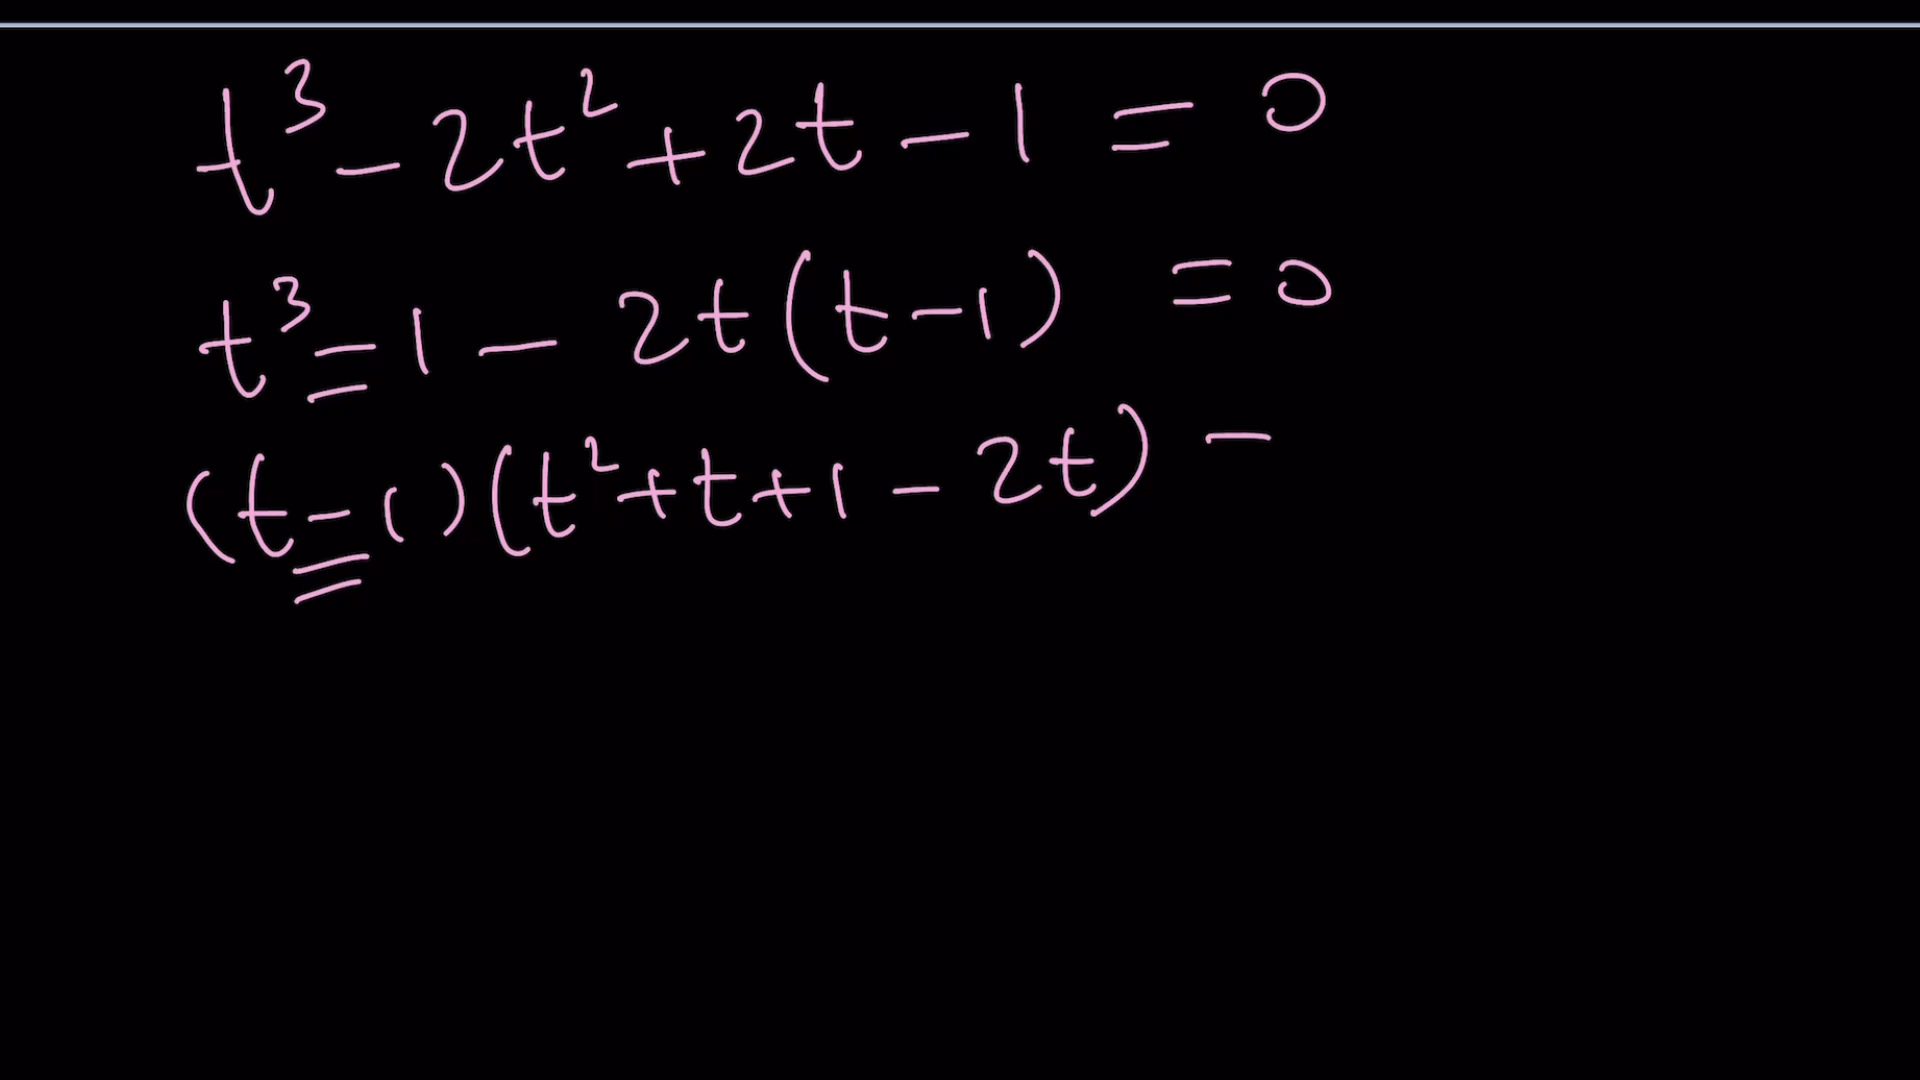 t³ - 2t² + 2t - 1 = 0
t³ = 1 - 2t(t-1) = 0
(t-1)(t² + t + 1 - 2t) -